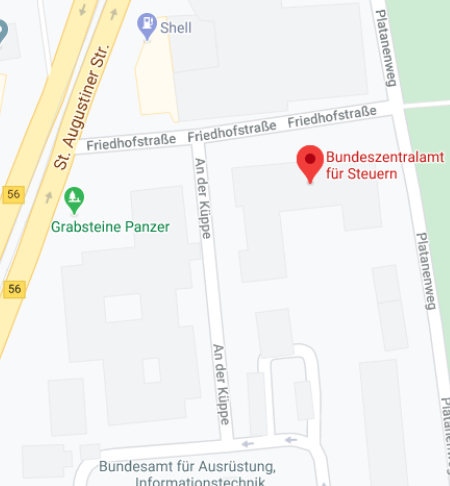 Shell
Platanenweg
St. Augustiner Str.
Friedhofstraße
Friedhofstraße
Friedhofstraße
An der Küppe
Bundeszentralamt
für Steuern
56
Grabsteine Panzer
Platanenweg
56
An der Küppe
Platanenweg
Bundesamt für Ausrüstung,
Informationstechnik